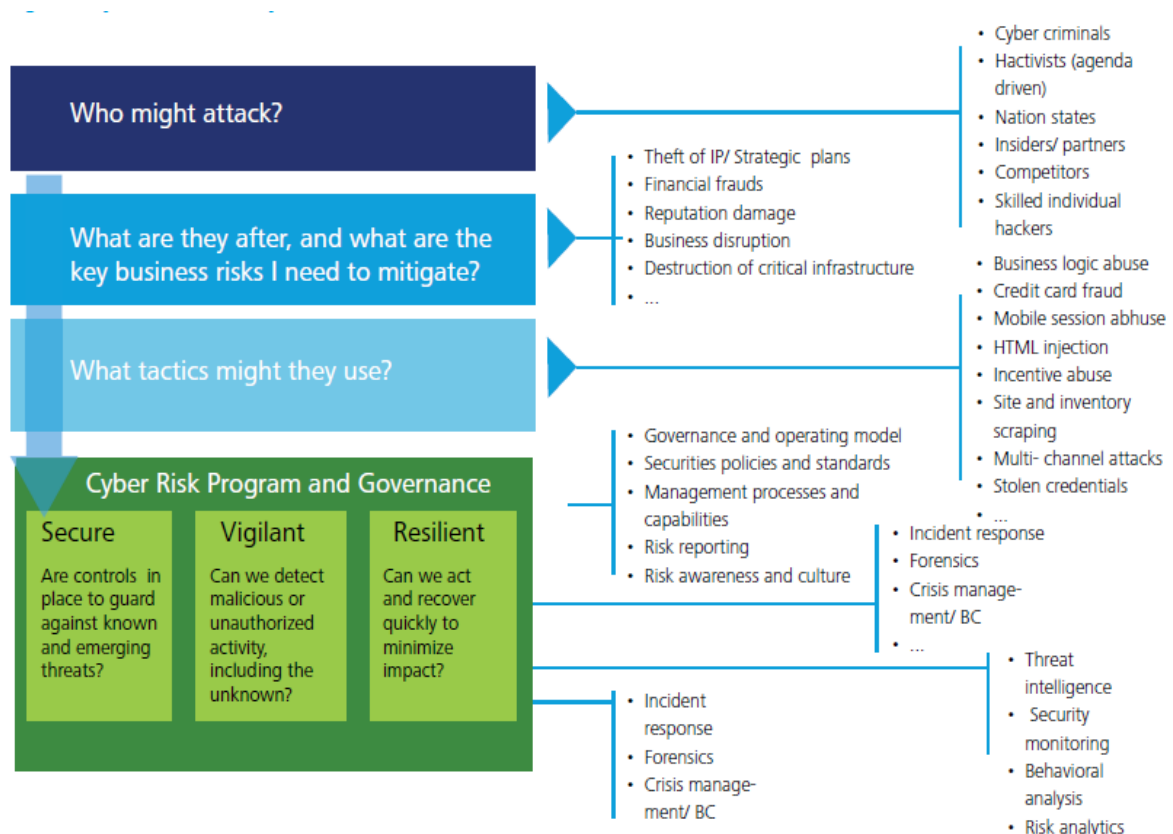 Who might attack?
• Cyber criminals
• Hactivists (agenda
driven)
• Nation states
• Insiders/ partners
• Competitors
• Skilled individual
hackers
What are they after, and what are the
key business risks I need to mitigate?
• Theft of IP/ Strategic plans
• Financial frauds
• Reputation damage
• Business disruption
• Destruction of critical infrastructure
• ...
What tactics might they use?
• Business logic abuse
• Credit card fraud
• Mobile session abhuse
• HTML injection
• Incentive abuse
• Site and inventory
scraping
• Multi- channel attacks
• Stolen credentials
• ...
Cyber Risk Program and Governance
• Governance and operating model
• Securities policies and standards
• Management processes and
capabilities
• Risk reporting
• Risk awareness and culture
Secure
Are controls in
place to guard
against known
and emerging
threats?
Vigilant
Can we detect
malicious or
unauthorized
activity,
including the
unknown?
Resilient
Can we act
and recover
quickly to
minimize
impact?
• Incident response
• Forensics
• Crisis manage-
ment/ BC
• ...
• Threat
intelligence
• Security
monitoring
• Behavioral
analysis
• Risk analytics
• Incident
response
• Forensics
• Crisis manage-
ment/ BC